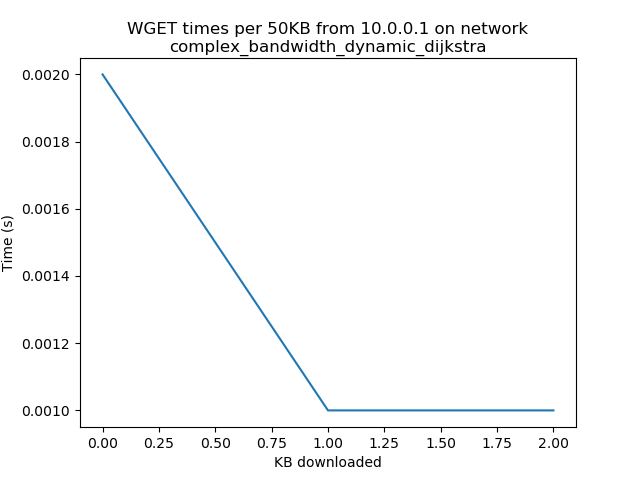 WGET times per 50KB from 10.0.0.1 on network
complex_bandwidth_dynamic_dijkstra
0.0020
0.0018
0.0016
0.0014
0.0012
0.0010
Time (s)
0.00 0.25 0.50 0.75 1.00 1.25 1.50 1.75 2.00
KB downloaded